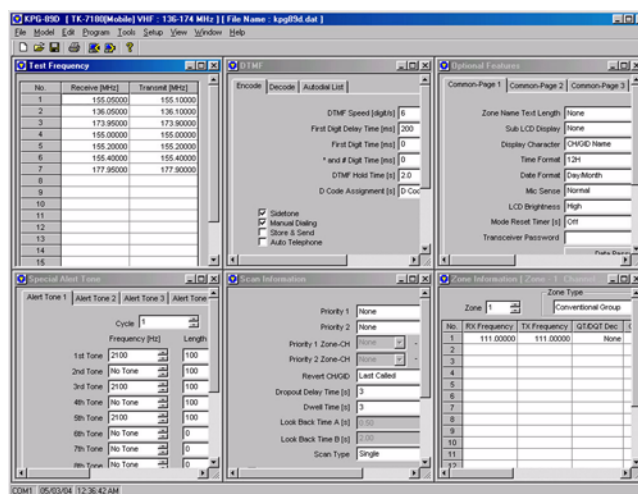 KPG-89D [ TK-7180[Mobile] VHF : 136-174 MHz ] [ File Name : kpg89d.dat ]
File Model Edit Program Tools Setup View Window Help
Test Frequency
No. Receive [MHz] Transmit [MHz]
1 155.05000 155.10000
2 136.05000 136.10000
3 173.95000 173.90000
4 155.00000 155.00000
5 155.20000 155.20000
6 155.40000 155.40000
7 177.95000 177.90000
8
9
10
11
12
13
14
15
DTMF
Encode Decode Autodial List
DTMF Speed [digit/s] 6
First Digit Delay Time [ms] 200
First Digit Time [ms] 0
* and # Digit Time [ms] 0
DTMF Hold Time [s] 2.0
D Code Assignment [s] D Coc
Sidetone
Manual Dialing
Store & Send
Auto Telephone
Optional Features
Common-Page 1 Common-Page 2 Common-Page 3
Zone Name Text Length None
Sub LCD Display None
Display Character CH/GID Name
Time Format 12H
Date Format Day/Month
Mic Sense Normal
LCD Brightness High
Mode Reset Timer [s] Off
Transceiver Password
Special Alert Tone
Alert Tone 1 Alert Tone 2 Alert Tone 3 Alert Tone
Cycle 1
Frequency [Hz] Length
1st Tone 2100 100
2nd Tone No Tone 100
3rd Tone 2100 100
4th Tone No Tone 100
5th Tone 2100 100
6th Tone No Tone 0
7th Tone No Tone 0
8th Tone No Tone 0
Scan Information
Priority 1 None
Priority 2 None
Priority 1 Zone-CH None -
Priority 2 Zone-CH None -
Revert CH/GID Last Called
Dropout Delay Time [s] 3
Dwell Time [s] 3
Look Back Time A [s] 0.50
Look Back Time B [s] 2.00
Scan Type Single
Zone Information [ Zone - 1 Channel
Zone Type
Zone 1 Conventional Group
No. RX Frequency TX Frequency QT/DQT Dec
1 111.00000 111.00000 None
2
3
4
5
6
7
8
9
10
11
12
COM1 05/03/04 12:36:42 AM